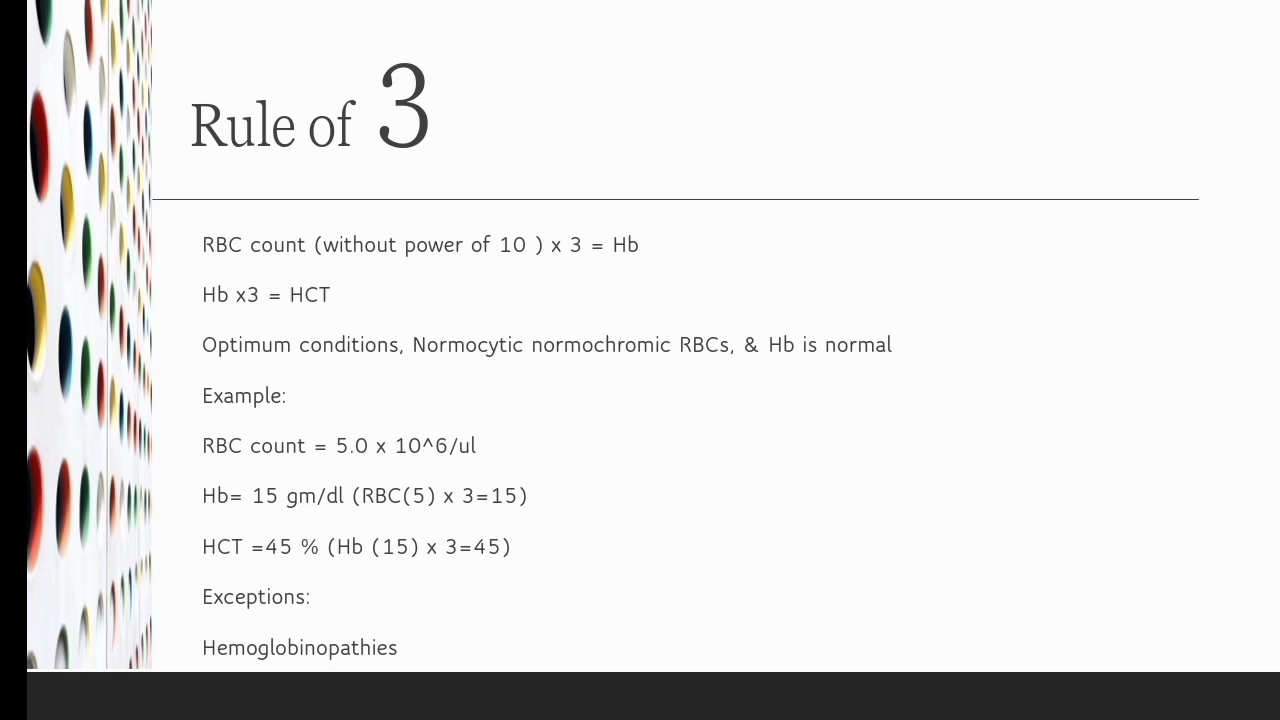 Rule of 3
RBC count (without power of 10 ) x 3 = Hb
Hb x3 = HCT
Optimum conditions, Normocytic normochromic RBCs, & Hb is normal
Example:
RBC count = 5.0 x 10^6/ul
Hb= 15 gm/dl (RBC(5) x 3=15)
HCT =45 % (Hb (15) x 3=45)
Exceptions:
Hemoglobinopathies